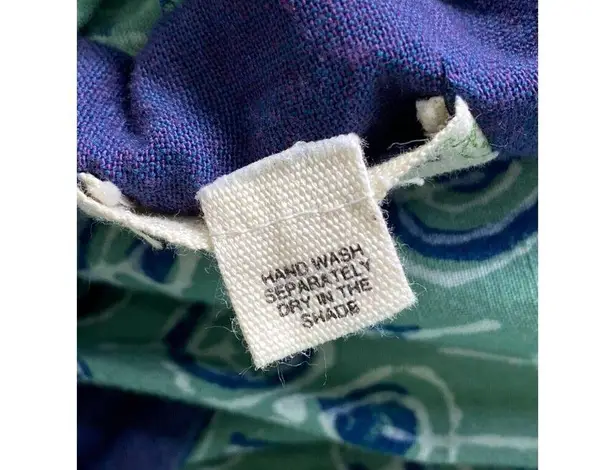 HAND WASH
SEPARATELY
DRY IN THE
SHADE